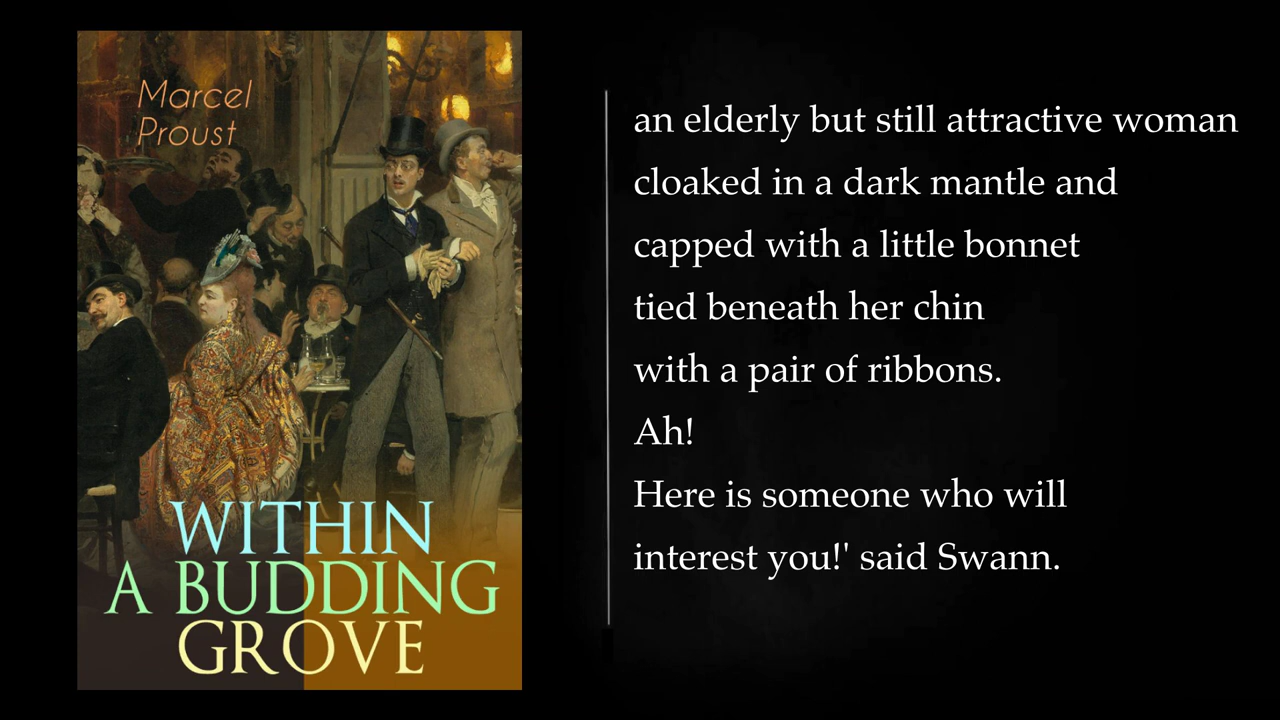 Marcel
Proust
WITHIN
A BUDDING
GROVE
an elderly but still attractive woman
cloaked in a dark mantle and
capped with a little bonnet
tied beneath her chin
with a pair of ribbons.
Ah!
Here is someone who will
interest you!' said Swann.